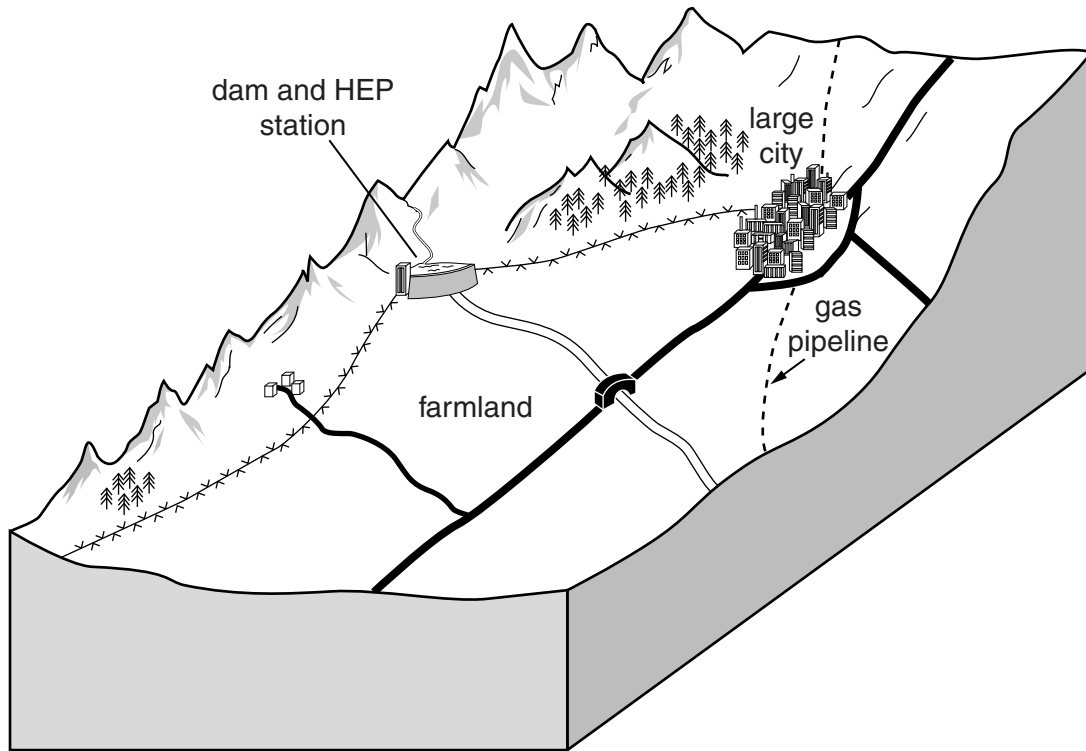 dam and HEP
station
large
city
gas
pipeline
farmland